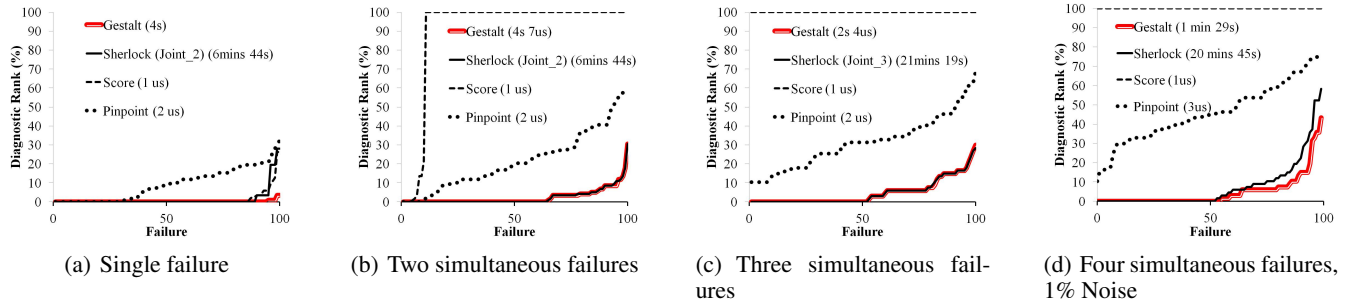 Diagnostic Rank (%)
100
90
80
70
60
50
40
30
20
10
0
Gestalt (4s)
Sherlock (Joint_2) (6mins 44s)
Score (1 us)
Pinpoint (2 us)
0
50
100
Failure
(a) Single failure
Diagnostic Rank (%)
100
90
80
70
60
50
40
30
20
10
0
Gestalt (4s 7us)
Sherlock (Joint_2) (6mins 44s)
Score (1 us)
Pinpoint (2 us)
0
50
100
Failure
(b) Two simultaneous failures
Diagnostic Rank (%)
100
90
80
70
60
50
40
30
20
10
0
Gestalt (2s 4us)
Sherlock (Joint_3) (21mins 19s)
Score (1 us)
Pinpoint (2 us)
0
50
100
Failure
(c) Three simultaneous fail-
ures
Diagnostic Rank (%)
100
90
80
70
60
50
40
30
20
10
0
Gestalt (1 min 29s)
Sherlock (20 mins 45s)
Score (1us)
Pinpoint (3us)
0
50
100
Failure
(d) Four simultaneous failures,
1% Noise